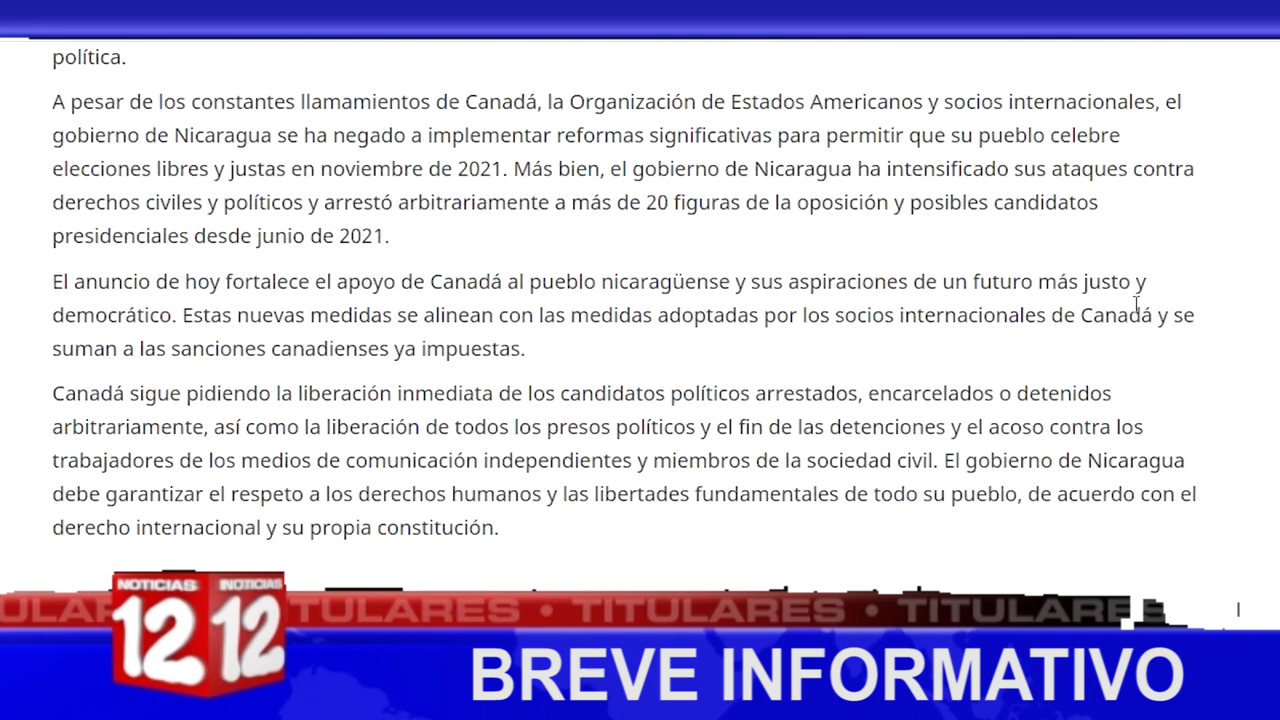 política.
A pesar de los constantes llamamientos de Canadá, la Organización de Estados Americanos y socios internacionales, el
gobierno de Nicaragua se ha negado a implementar reformas significativas para permitir que su pueblo celebre
elecciones libres y justas en noviembre de 2021. Más bien, el gobierno de Nicaragua ha intensificado sus ataques contra
derechos civiles y políticos y arrestó arbitrariamente a más de 20 figuras de la oposición y posibles candidatos
presidenciales desde junio de 2021.
El anuncio de hoy fortalece el apoyo de Canadá al pueblo nicaragüense y sus aspiraciones de un futuro más justo y
democrático. Estas nuevas medidas se alinean con las medidas adoptadas por los socios internacionales de Canadá y se
suman a las sanciones canadienses ya impuestas.
Canadá sigue pidiendo la liberación inmediata de los candidatos políticos arrestados, encarcelados o detenidos
arbitrariamente, así como la liberación de todos los presos políticos y el fin de las detenciones y el acoso contra los
trabajadores de los medios de comunicación independientes y miembros de la sociedad civil. El gobierno de Nicaragua
debe garantizar el respeto a los derechos humanos y las libertades fundamentales de todo su pueblo, de acuerdo con el
derecho internacional y su propia constitución.
NOTICIAS NOTICIAS
12 12
ULAR TULARES • TITULARES • TITULARES
BREVE INFORMATIVO